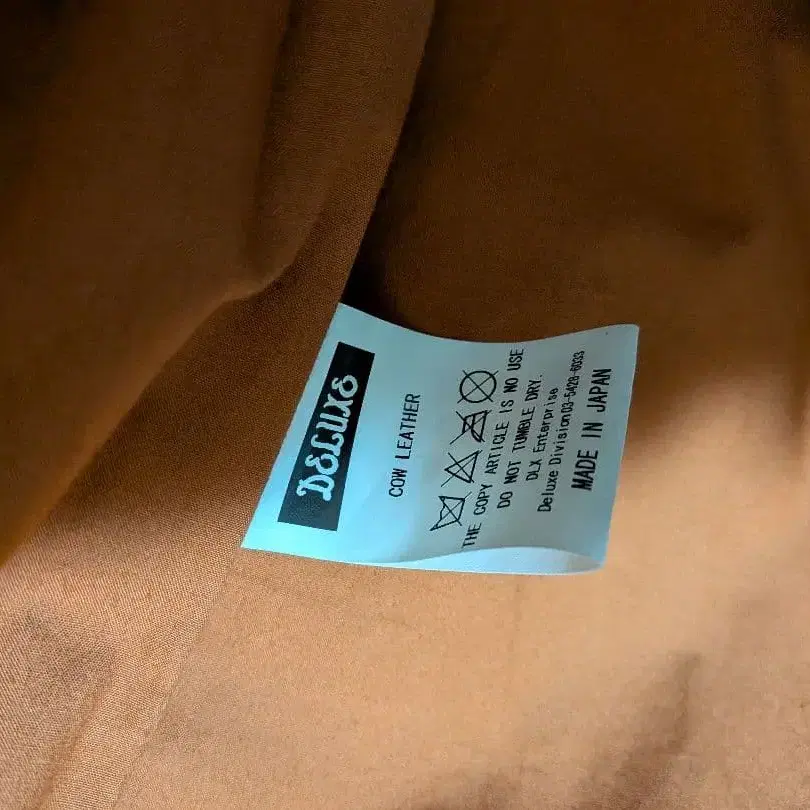 DELUXE
COW LEATHER
THE COPY ARTICLE IS NO USE
DO NOT TUMBLE DRY.
DLX Enterprise
Deluxe Division03-5428-6033
MADE IN JAPAN